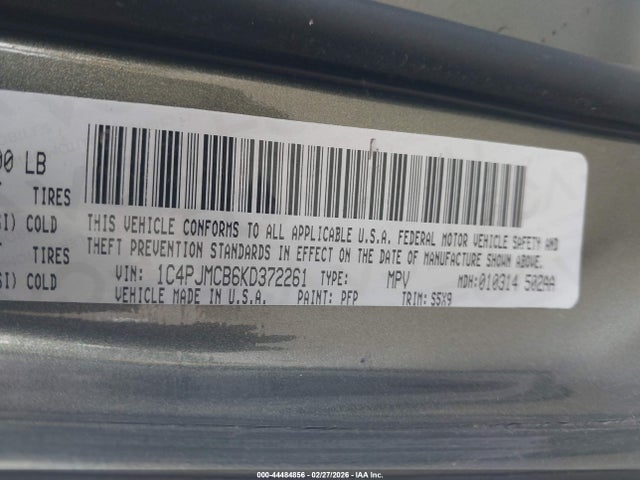 00 LB
TIRES
SI) COLD
TIRES
SI) COLD
THIS VEHICLE CONFORMS TO ALL APPLICABLE U.S.A. FEDERAL MOTOR VEHICLE SAFETY AND
THEFT PREVENTION STANDARDS IN EFFECT ON THE DATE OF MANUFACTURE SHOWN ABOVE.
VIN: 1C4PJMCB6KD372261 TYPE: MPV MDH:010314 502AA
VEHICLE MADE IN U.S.A. PAINT: PFP TRIM: S5X9
000-44484856 - 02/27/2026 - IAA Inc.